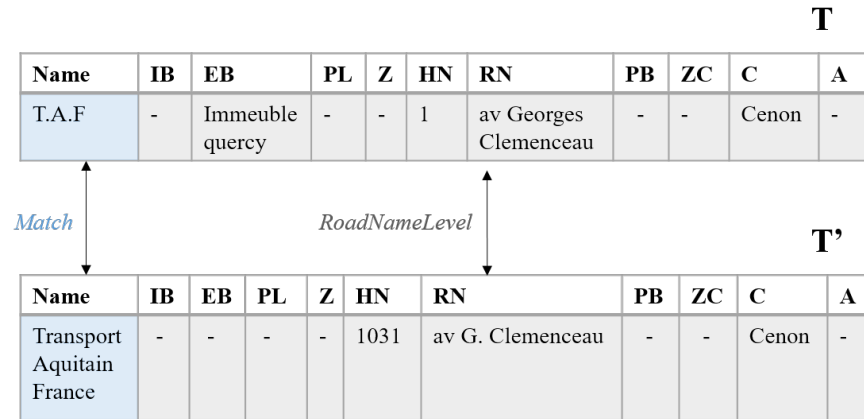 T
Name IB EB PL Z HN RN PB ZC C A
T.A.F - Immeuble - - 1 av Georges - - Cenon -
quercy Clemenceau
Match RoadNameLevel
T’
Name IB EB PL Z HN RN PB ZC C A
Transport - - - - 1031 av G. Clemenceau - - Cenon -
Aquitain
France